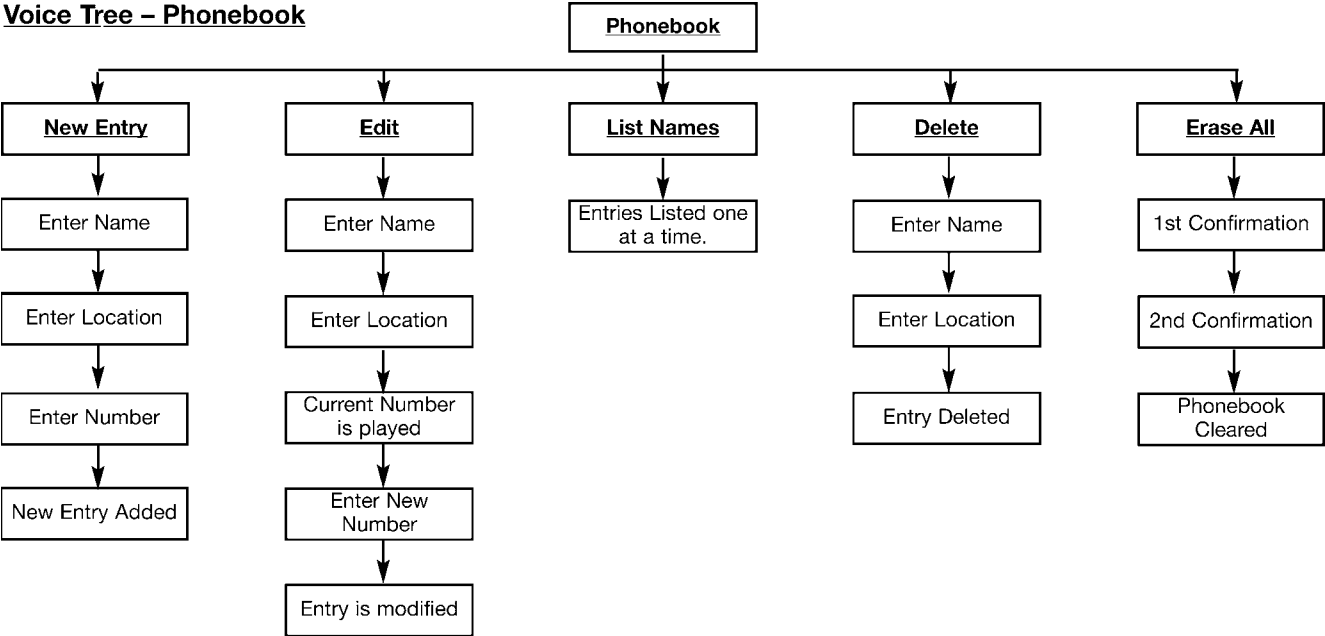 Voice Tree – Phonebook
Phonebook
New Entry
Enter Name
Enter Location
Enter Number
New Entry Added
Edit
Enter Name
Enter Location
Current Number
is played
Enter New
Number
Entry is modified
List Names
Entries Listed one
at a time.
Delete
Enter Name
Enter Location
Entry Deleted
Erase All
1st Confirmation
2nd Confirmation
Phonebook
Cleared